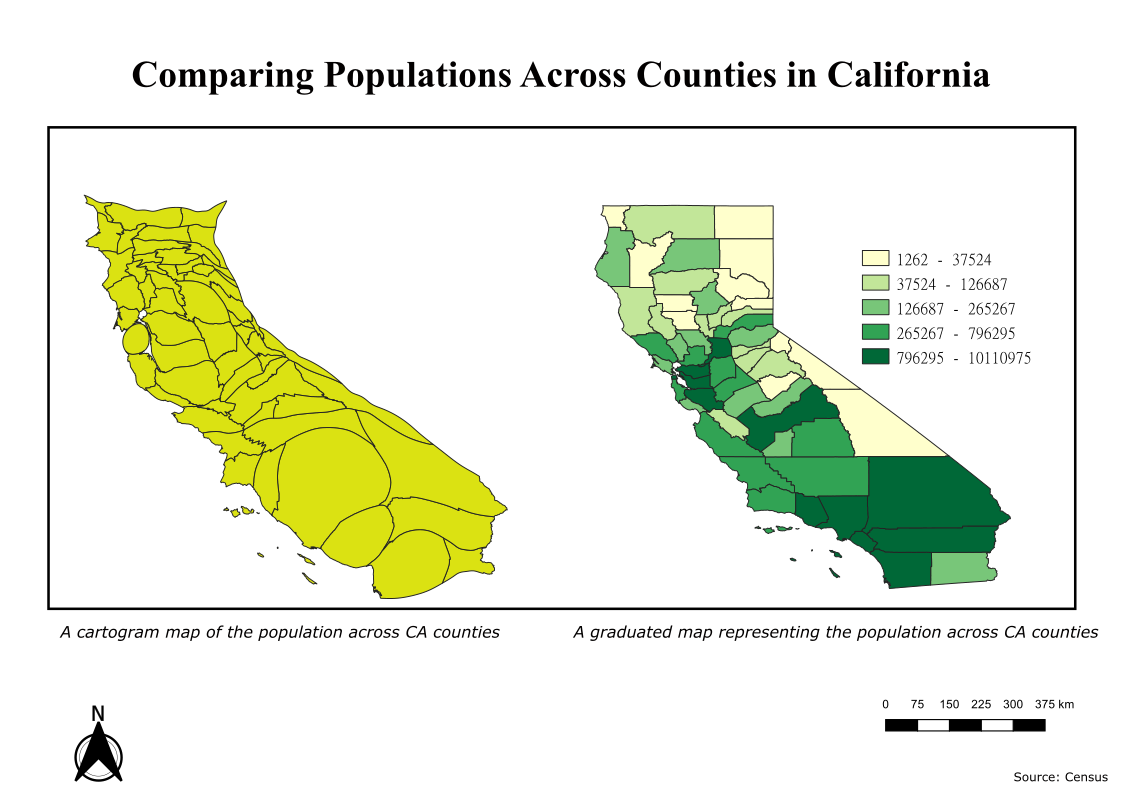 Comparing Populations Across Counties in California
1262 - 37524
37524 - 126687
126687 - 265267
265267 - 796295
796295 - 10110975
A cartogram map of the population across CA counties
A graduated map representing the population across CA counties
N
0 75 150 225 300 375 km
Source: Census